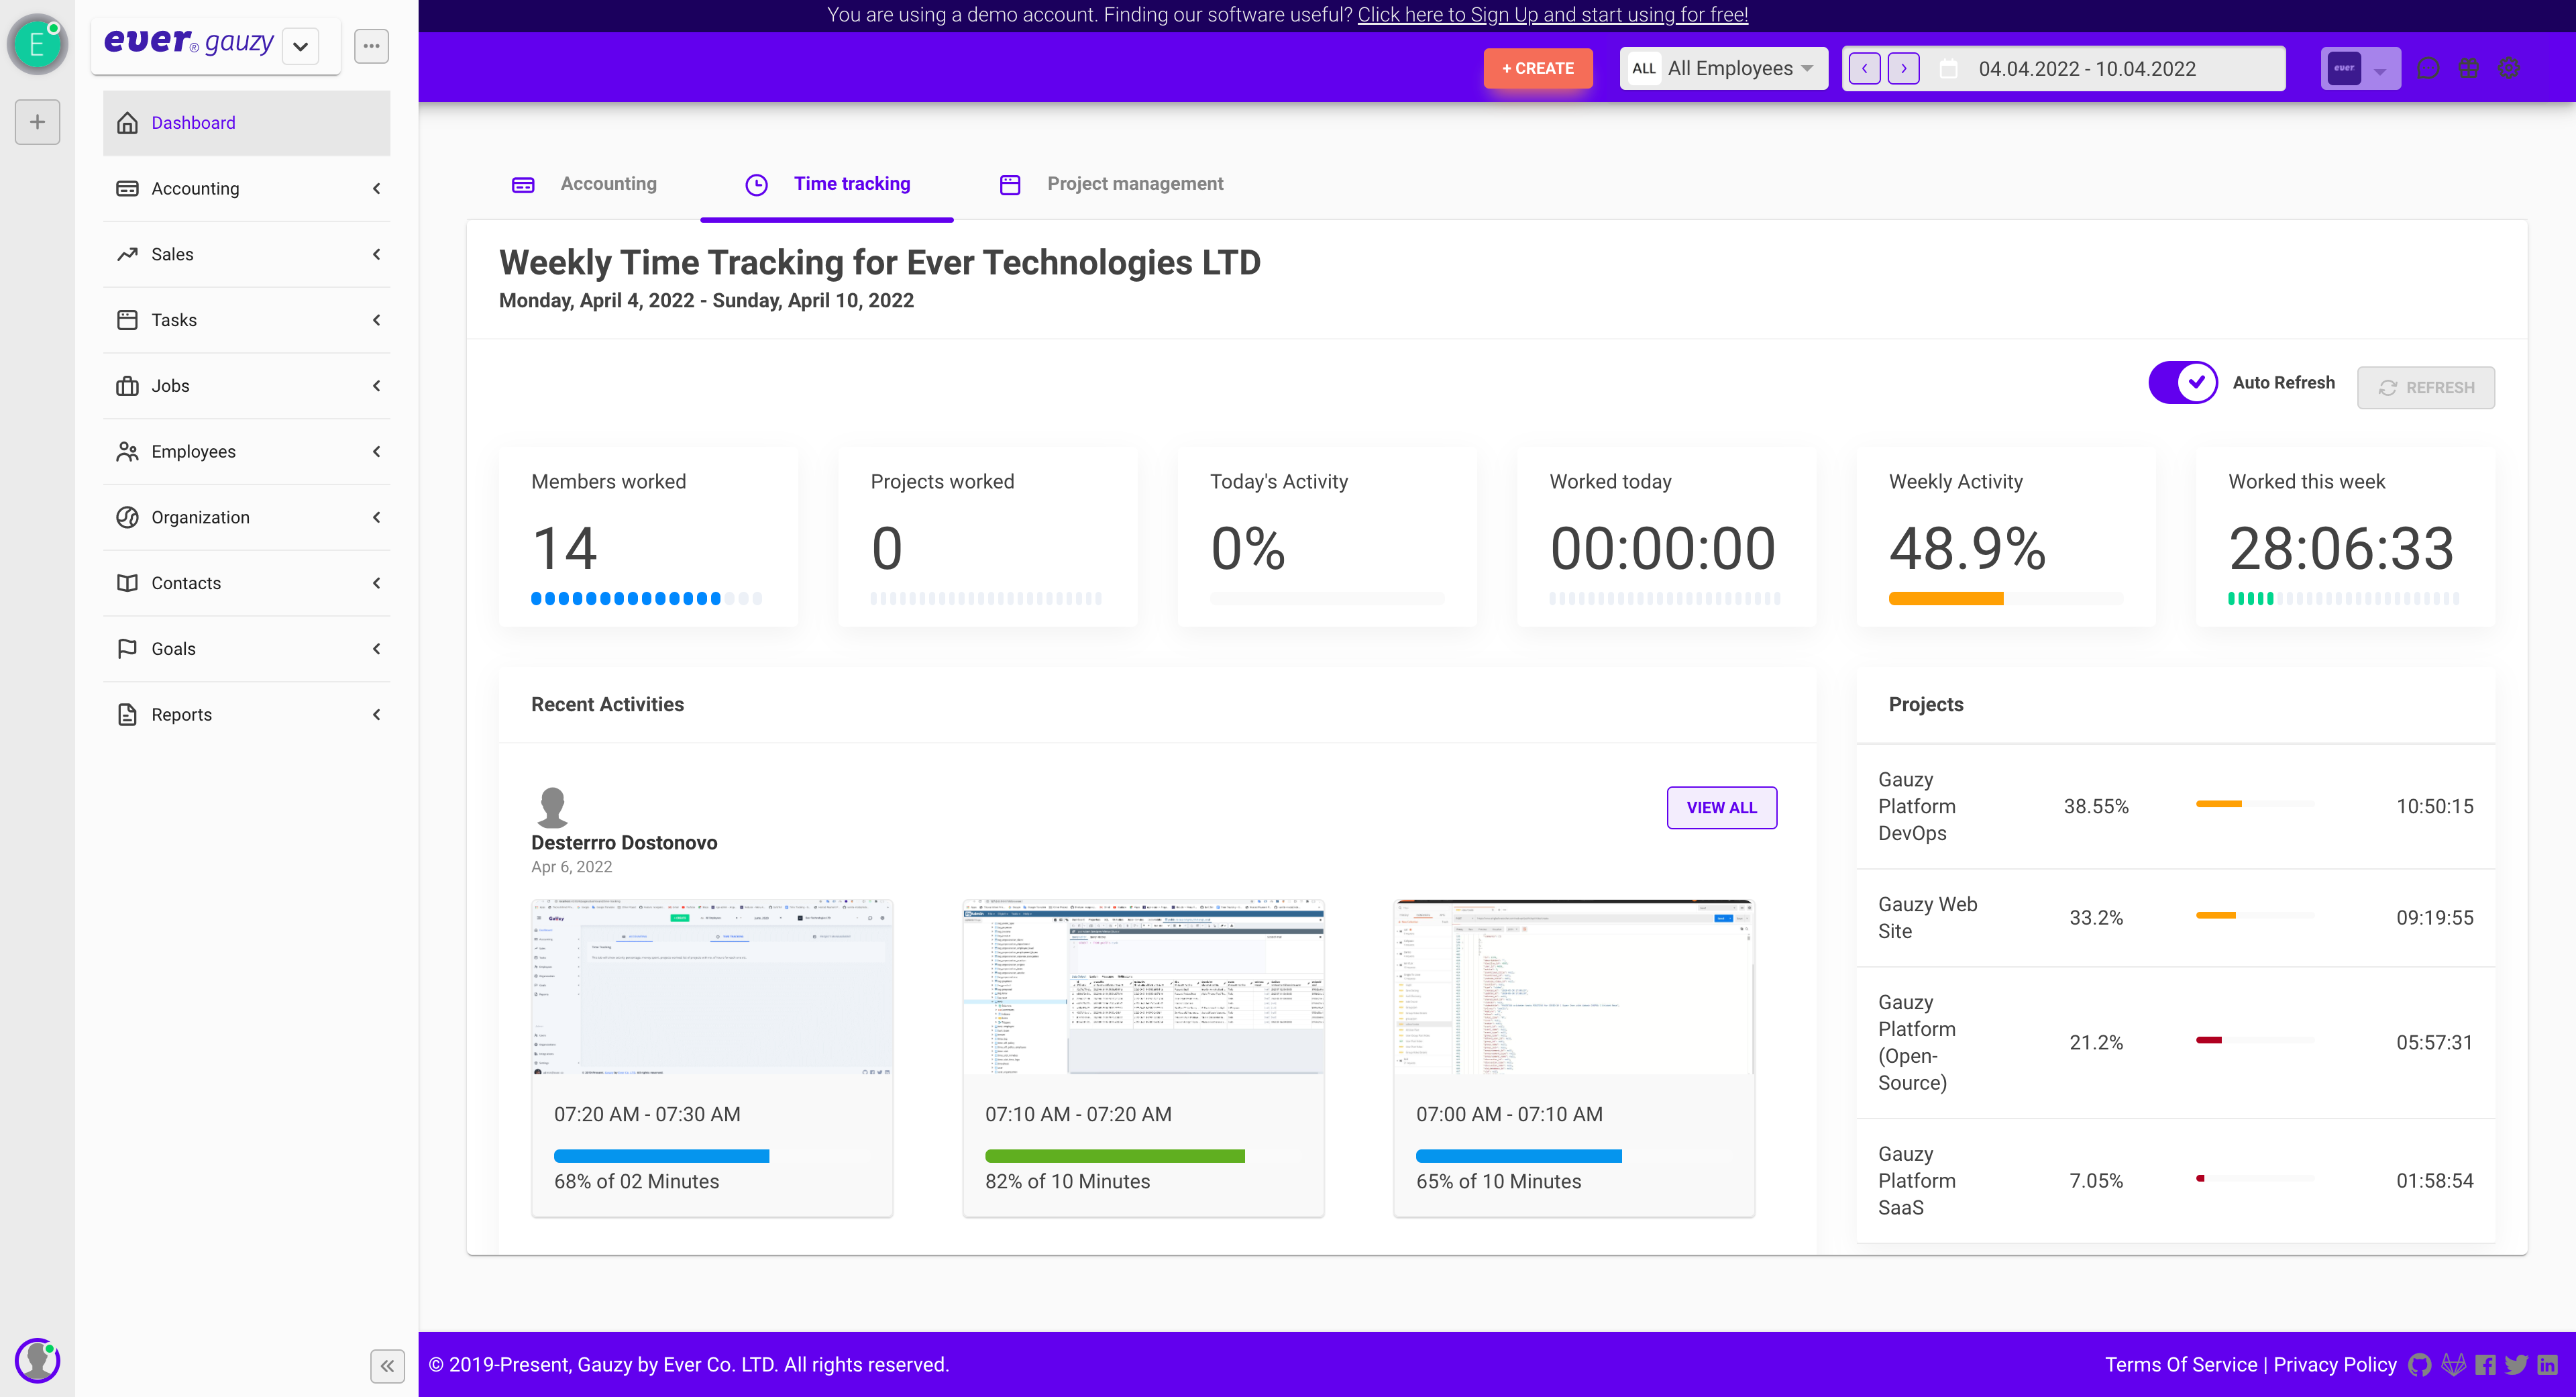 You are using a demo account. Finding our software useful? Click here to Sign Up and start using for free!
E
ever® gauzy
+ CREATE
ALL All Employees
04.04.2022 - 10.04.2022
ever
Dashboard
Accounting
Sales
Tasks
Jobs
Employees
Organization
Contacts
Goals
Reports
Accounting
Time tracking
Project management
Weekly Time Tracking for Ever Technologies LTD
Monday, April 4, 2022 - Sunday, April 10, 2022
Auto Refresh
REFRESH
Members worked
14
Projects worked
0
Today's Activity
0%
Worked today
00:00:00
Weekly Activity
48.9%
Worked this week
28:06:33
Recent Activities
Desterrro Dostonovo
Apr 6, 2022
VIEW ALL
Gauzy
07:20 AM - 07:30 AM
68% of 02 Minutes
07:10 AM - 07:20 AM
82% of 10 Minutes
07:00 AM - 07:10 AM
65% of 10 Minutes
Projects
Gauzy
Platform
DevOps
38.55%
10:50:15
Gauzy Web
Site
33.2%
09:19:55
Gauzy
Platform
(Open-
Source)
21.2%
05:57:31
Gauzy
Platform
SaaS
7.05%
01:58:54
© 2019-Present, Gauzy by Ever Co. LTD. All rights reserved.
Terms Of Service | Privacy Policy